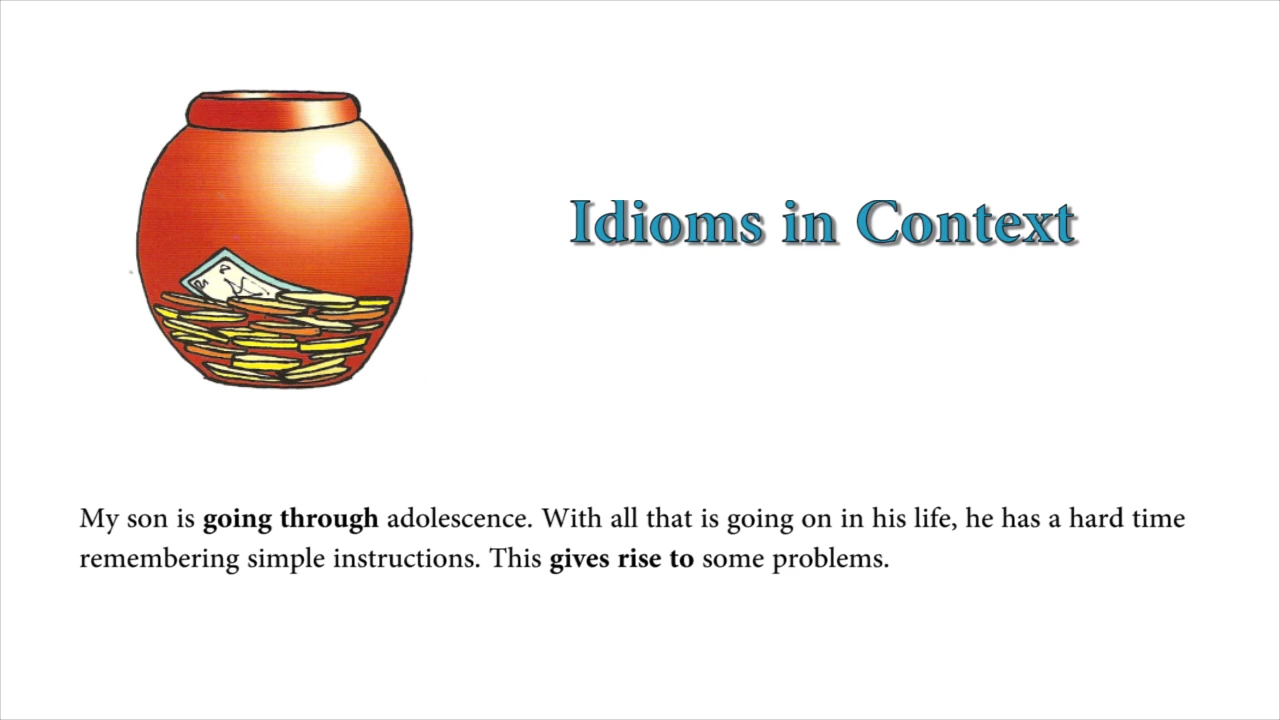 Idioms in Context
My son is going through adolescence. With all that is going on in his life, he has a hard time
remembering simple instructions. This gives rise to some problems.